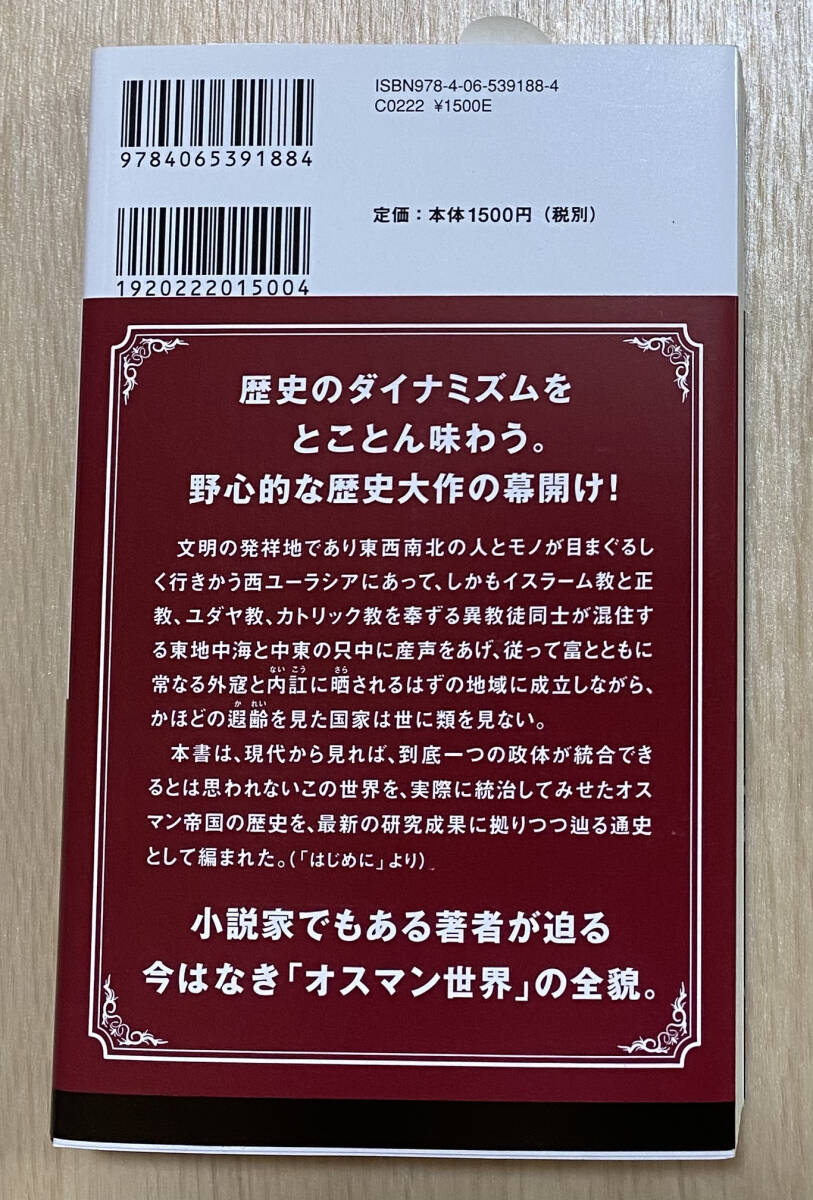 ISBN978-4-06-539188-4
C0222 ¥1500E
9784065391884
定価：本体1500円（税別）
1920222015004
歴史のダイナミズムを
とことん味わう。
野心的な歴史大作の幕開け！
文明の発祥地であり東西南北の人とモノが目まぐるし
く行きかう西ユーラシアにあって、しかもイスラーム教と正
教、ユダヤ教、カトリック教を奉ずる異教徒同士が混住す
る東地中海と中東の只中に産声をあげ、従って富とともに
ないこう さら
常なる外寇と内訌に晒されるはずの地域に成立しながら、
かれい
かほどの遐齢を見た国家は世に類を見ない。
本書は、現代から見れば、到底一つの政体が統合でき
るとは思われないこの世界を、実際に統治してみせたオス
マン帝国の歴史を、最新の研究成果に拠りつつ辿る通史
として編まれた。（「はじめに」より）
小説家でもある著者が迫る
今はなき「オスマン世界」の全貌。